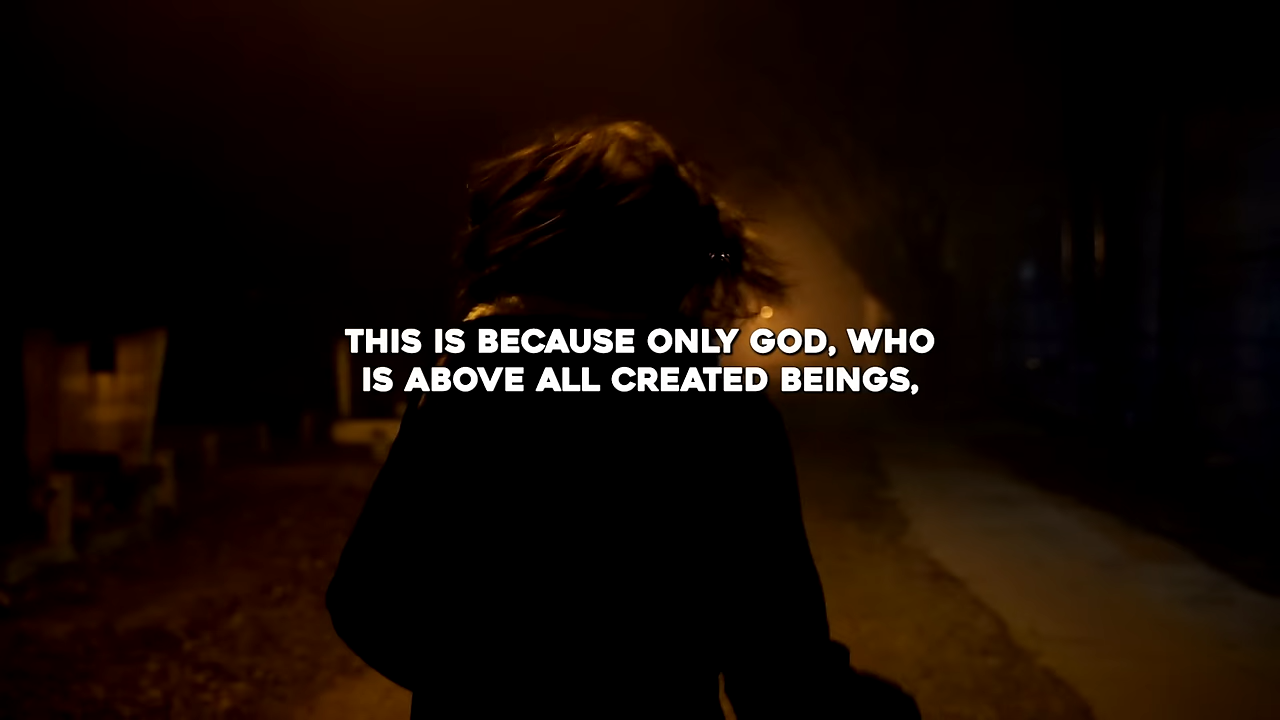 THIS IS BECAUSE ONLY GOD, WHO
IS ABOVE ALL CREATED BEINGS,